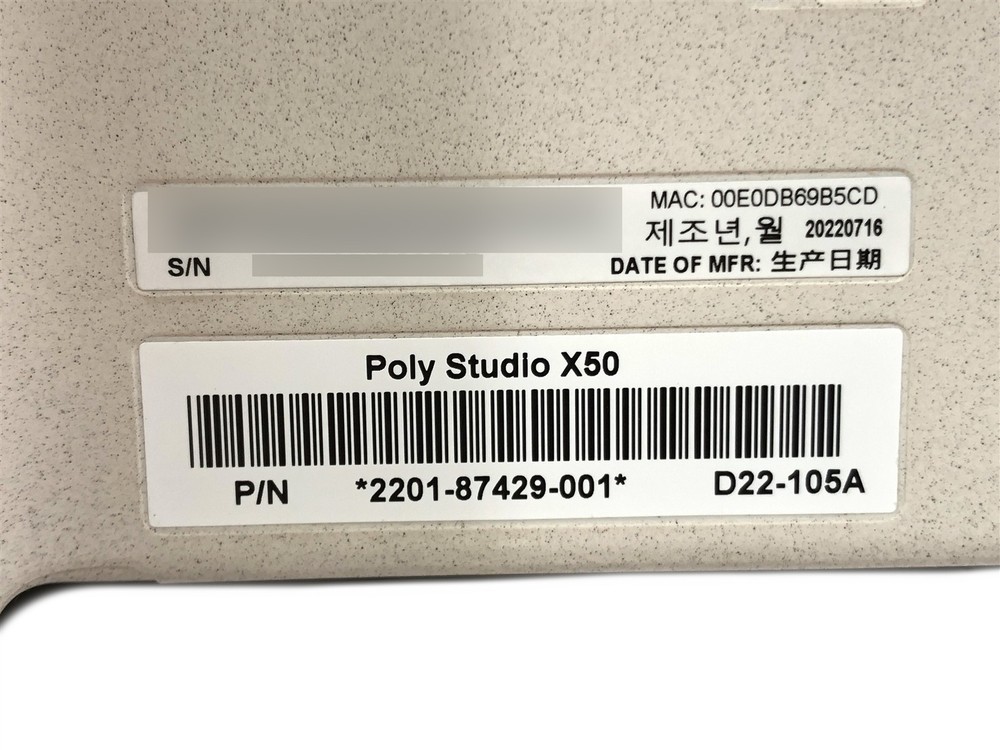 MAC: 00E0DB69B5CD
제조년,월 20220716
S/N DATE OF MFR: 生产日期
Poly Studio X50
P/N *2201-87429-001* D22-105A